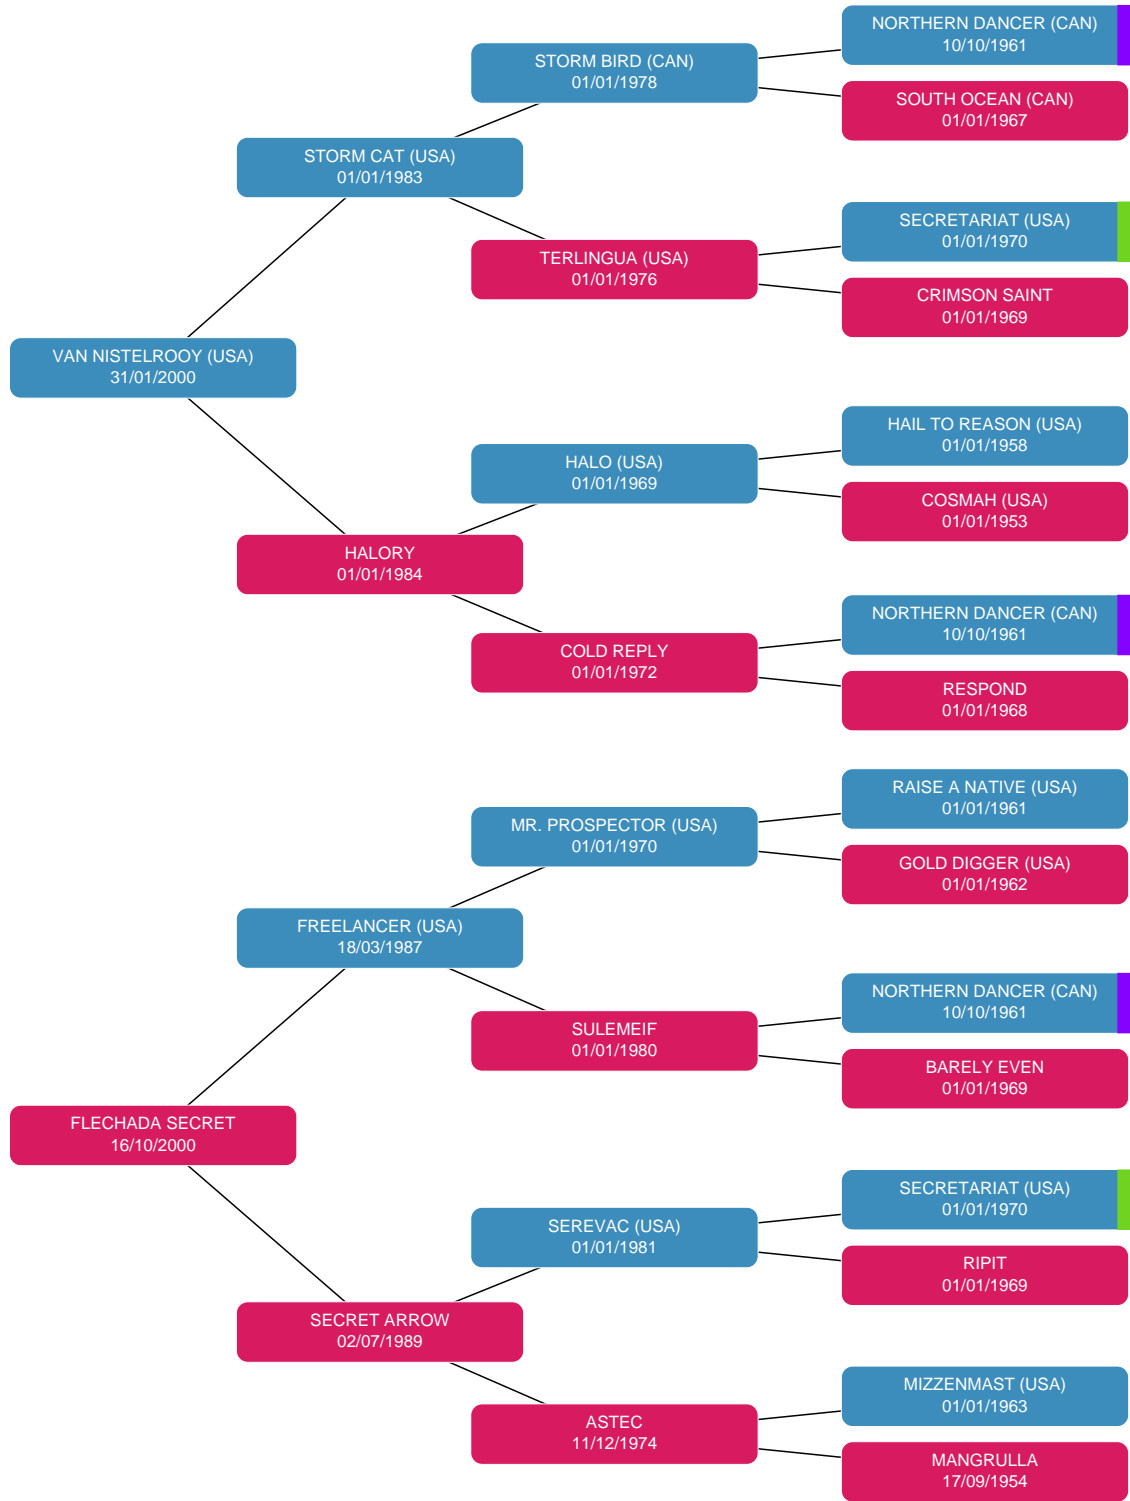 NORTHERN DANCER (CAN)
10/10/1961
STORM BIRD (CAN)
01/01/1978
SOUTH OCEAN (CAN)
01/01/1967
STORM CAT (USA)
01/01/1983
SECRETARIAT (USA)
01/01/1970
TERLINGUA (USA)
01/01/1976
CRIMSON SAINT
01/01/1969
VAN NISTELROOY (USA)
31/01/2000
HAIL TO REASON (USA)
01/01/1958
HALO (USA)
01/01/1969
COSMAH (USA)
01/01/1953
HALORY
01/01/1984
NORTHERN DANCER (CAN)
10/10/1961
COLD REPLY
01/01/1972
RESPOND
01/01/1968
RAISE A NATIVE (USA)
01/01/1961
MR. PROSPECTOR (USA)
01/01/1970
GOLD DIGGER (USA)
01/01/1962
FREELANCER (USA)
18/03/1987
NORTHERN DANCER (CAN)
10/10/1961
SULEMEIF
01/01/1980
BARELY EVEN
01/01/1969
FLECHADA SECRET
16/10/2000
SECRETARIAT (USA)
01/01/1970
SEREVAC (USA)
01/01/1981
RIPIT
01/01/1969
SECRET ARROW
02/07/1989
MIZZENMAST (USA)
01/01/1963
ASTEC
11/12/1974
MANGRULLA
17/09/1954